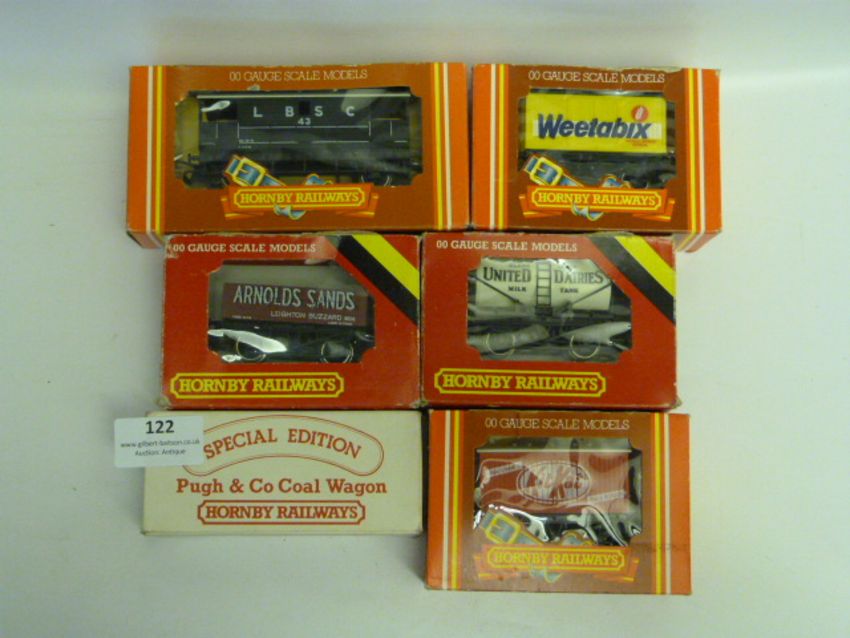 00 GAUGE SCALE MODELS
L B S C
43
HORNBY RAILWAYS
00 GAUGE SCALE MODELS
Weetabix
HORNBY RAILWAYS
00 GAUGE SCALE MODELS
ARNOLDS SANDS
LEIGHTON BUZZARD
HORNBY RAILWAYS
00 GAUGE SCALE MODELS
UNITED DAIRIES
MILK TANK
HORNBY RAILWAYS
122
www.gilbert-baitson.co.uk
Auction: Antique
SPECIAL EDITION
Pugh & Co Coal Wagon
HORNBY RAILWAYS
00 GAUGE SCALE MODELS
HORNBY RAILWAYS